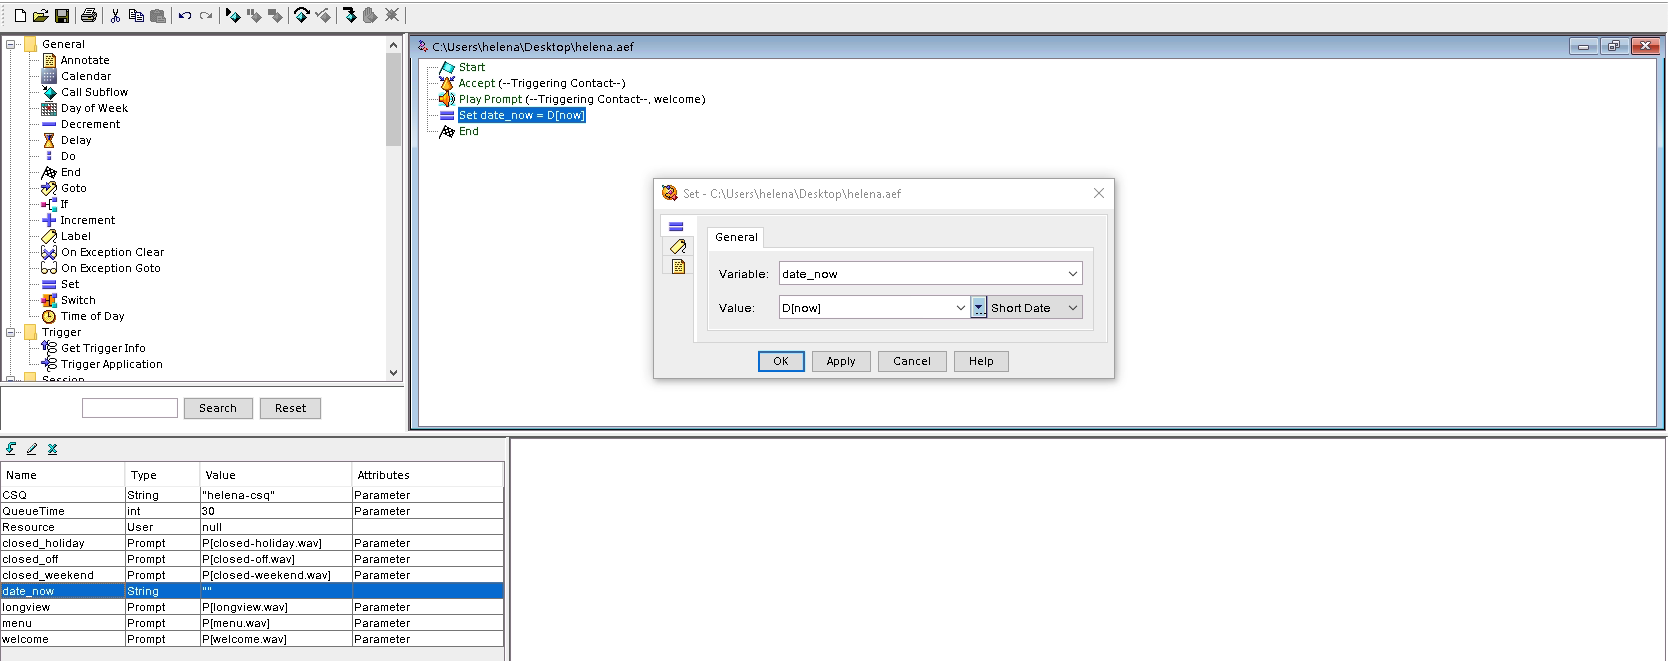 General
Annotate
Calendar
Call Subflow
Day of Week
Decrement
Delay
Do
End
Goto
If
Increment
Label
On Exception Clear
On Exception Goto
Set
Switch
Time of Day
Trigger
Get Trigger Info
Trigger Application
Session
Search Reset
C:\Users\helena\Desktop\helena.aef
Start
Accept (--Triggering Contact--)
Play Prompt (--Triggering Contact--, welcome)
Set date_now = D[now]
End
Set - C:\Users\helena\Desktop\helena.aef
General
Variable: date_now
Value: D[now] Short Date
OK Apply Cancel Help
Name Type Value Attributes
CSQ String "helena-csq" Parameter
QueueTime int 30 Parameter
Resource User null
closed_holiday Prompt P[closed-holiday.wav] Parameter
closed_off Prompt P[closed-off.wav] Parameter
closed_weekend Prompt P[closed-weekend.wav] Parameter
date_now String ""
longview Prompt P[longview.wav] Parameter
menu Prompt P[menu.wav] Parameter
welcome Prompt P[welcome.wav] Parameter